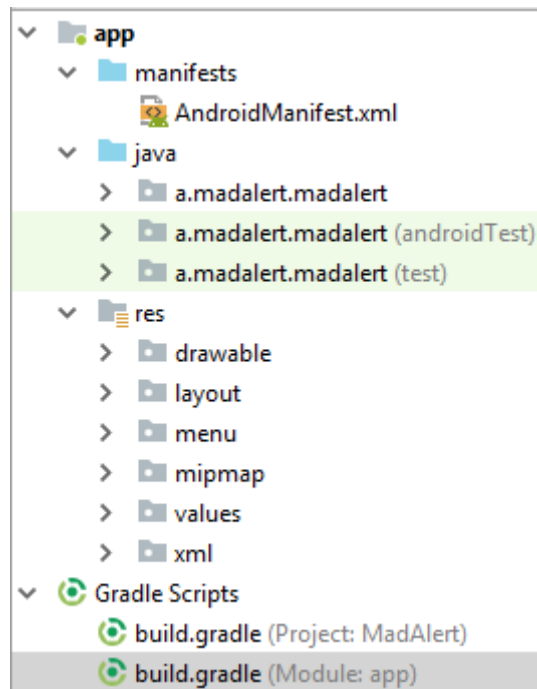 app
manifests
AndroidManifest.xml
java
a.madalert.madalert
a.madalert.madalert (androidTest)
a.madalert.madalert (test)
res
drawable
layout
menu
mipmap
values
xml
Gradle Scripts
build.gradle (Project: MadAlert)
build.gradle (Module: app)